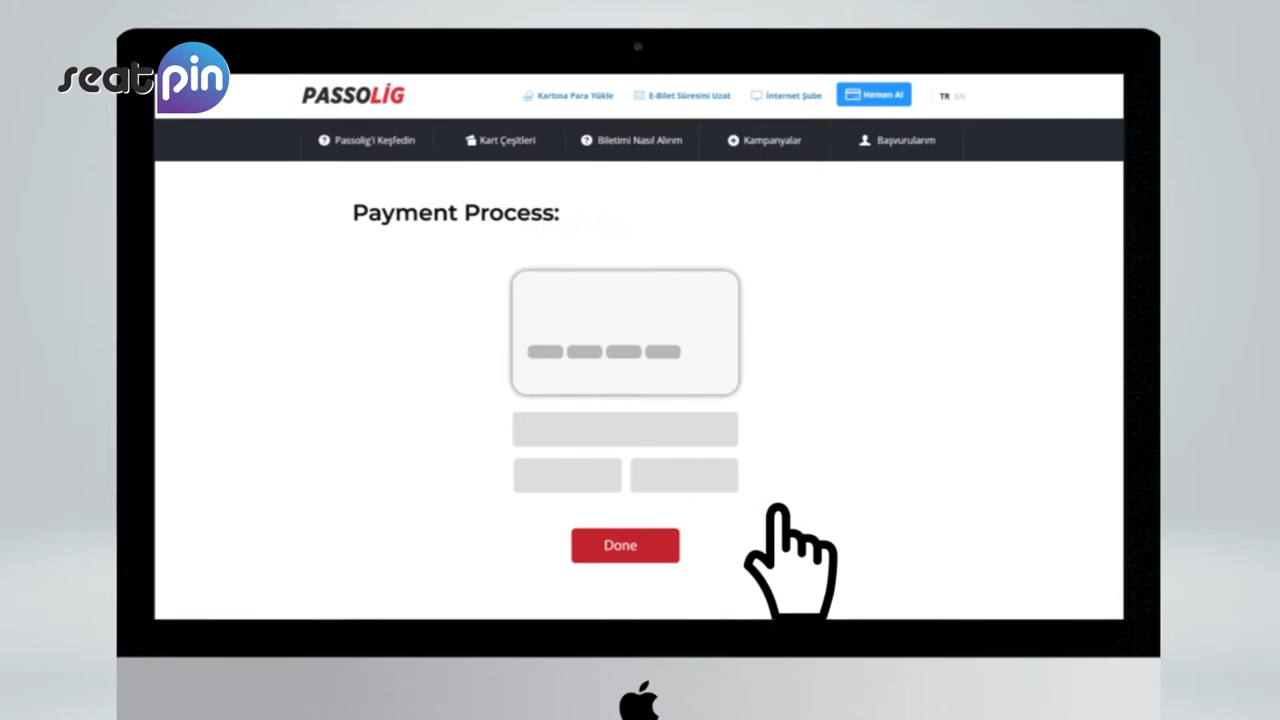 seatpin
PASSOLİG
Kartına Para Yükle
E-Bilet Süresini Uzat
İnternet Şube
Hemen Al
TR EN
Passolig'i Keşfedin
Kart Çeşitleri
Biletimi Nasıl Alırım
Kampanyalar
Başvurularım
Payment Process:
Done